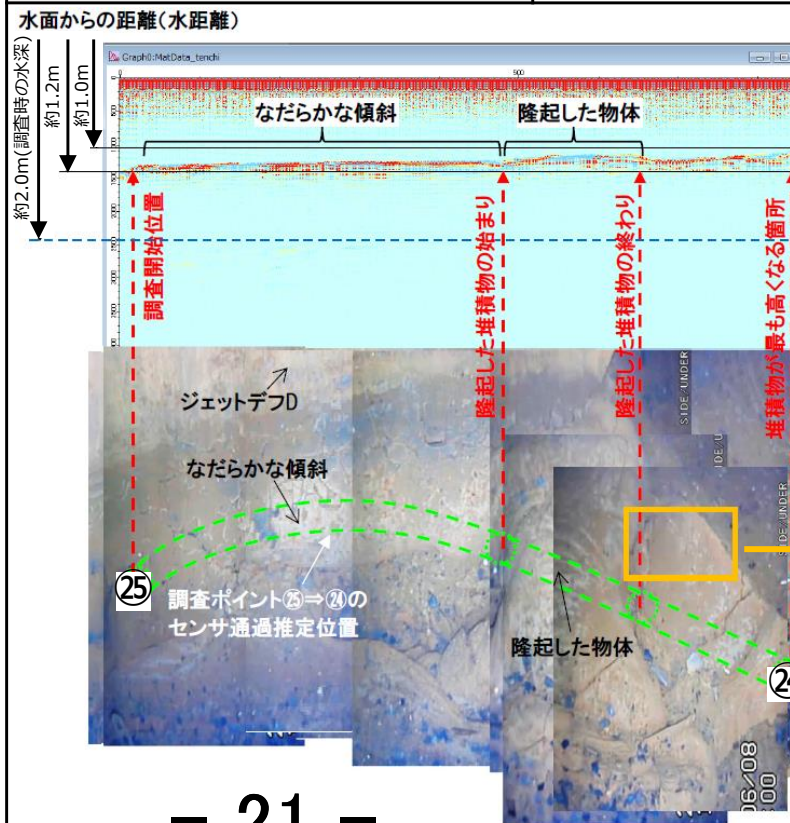 水面からの距離(水距離)
約2.0m(調査時の水深)
約1.2m
約1.0m
Graph0:MatData_tenchi
0
500
なだらかな傾斜
隆起した物体
調査開始位置
隆起した堆積物の始まり
隆起した堆積物の終わり
堆積物が最も高くなる箇所
ジェットデフD
なだらかな傾斜
SIDE/UNDER
SIDE/UNDER
㉕
調査ポイント㉕⇒㉔の
センサ通過推定位置
隆起した物体
㉔
- 21 -